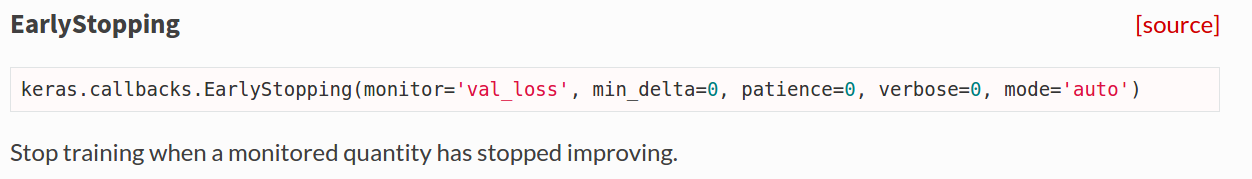 EarlyStopping [source]
keras.callbacks.EarlyStopping(monitor='val_loss', min_delta=0, patience=0, verbose=0, mode='auto')
Stop training when a monitored quantity has stopped improving.